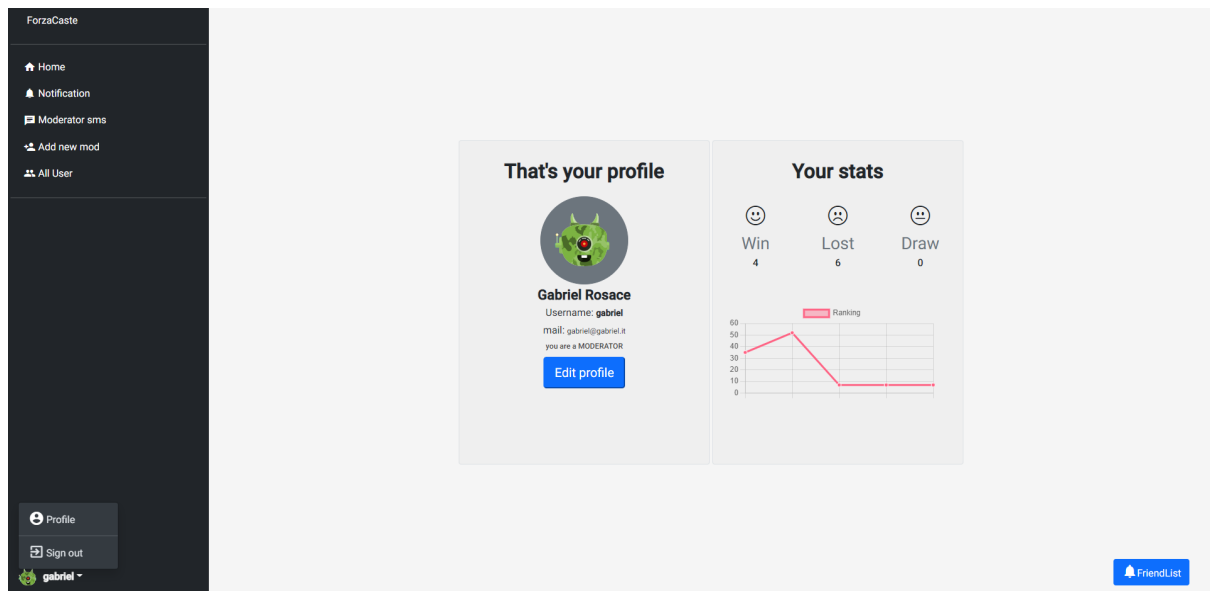 ForzaCaste
Home
Notification
Moderator sms
Add new mod
All User
Profile
Sign out
gabriel
That's your profile
Gabriel Rosace
Username: gabriel
mail: gabriel@gabriel.it
you are a MODERATOR
Edit profile
Your stats
Win Lost Draw
4 6 0
Ranking
60
50
40
30
20
10
0
FriendList